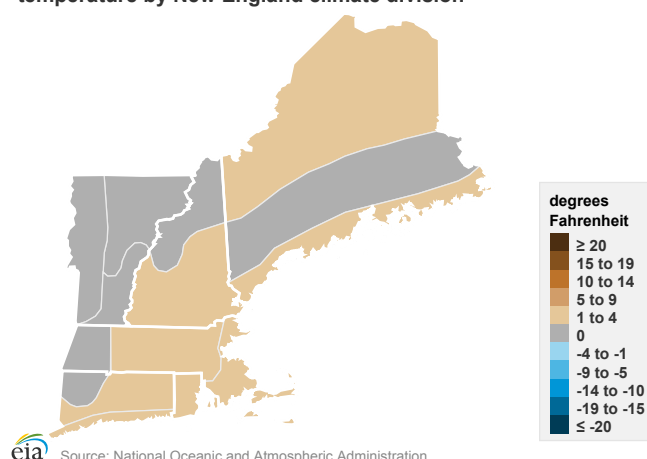 temperature by New England climate division
degrees
Fahrenheit
≥ 20
15 to 19
10 to 14
5 to 9
1 to 4
0
-4 to -1
-9 to -5
-14 to -10
-19 to -15
≤ -20
eia
Source: National Oceanic and Atmospheric Administration